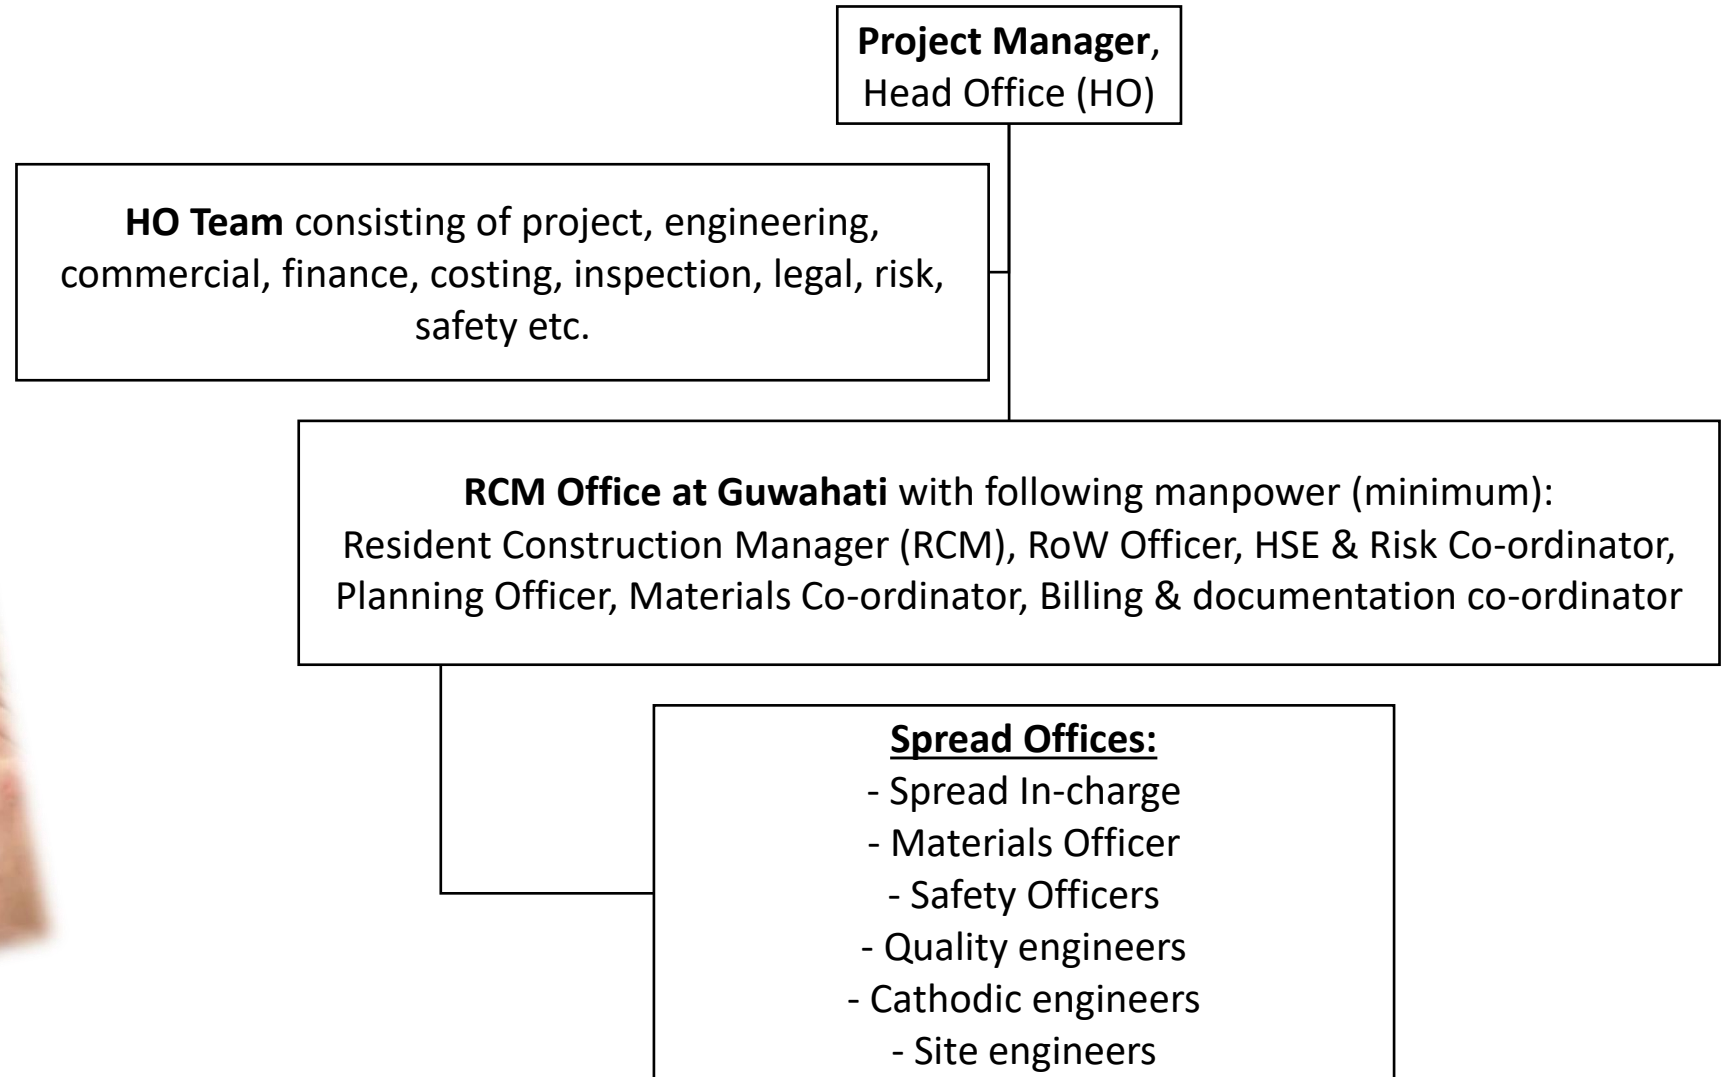 Project Manager,
Head Office (HO)
HO Team consisting of project, engineering,
commercial, finance, costing, inspection, legal, risk,
safety etc.
RCM Office at Guwahati with following manpower (minimum):
Resident Construction Manager (RCM), RoW Officer, HSE & Risk Co-ordinator,
Planning Officer, Materials Co-ordinator, Billing & documentation co-ordinator
Spread Offices:
- Spread In-charge
- Materials Officer
- Safety Officers
- Quality engineers
- Cathodic engineers
- Site engineers